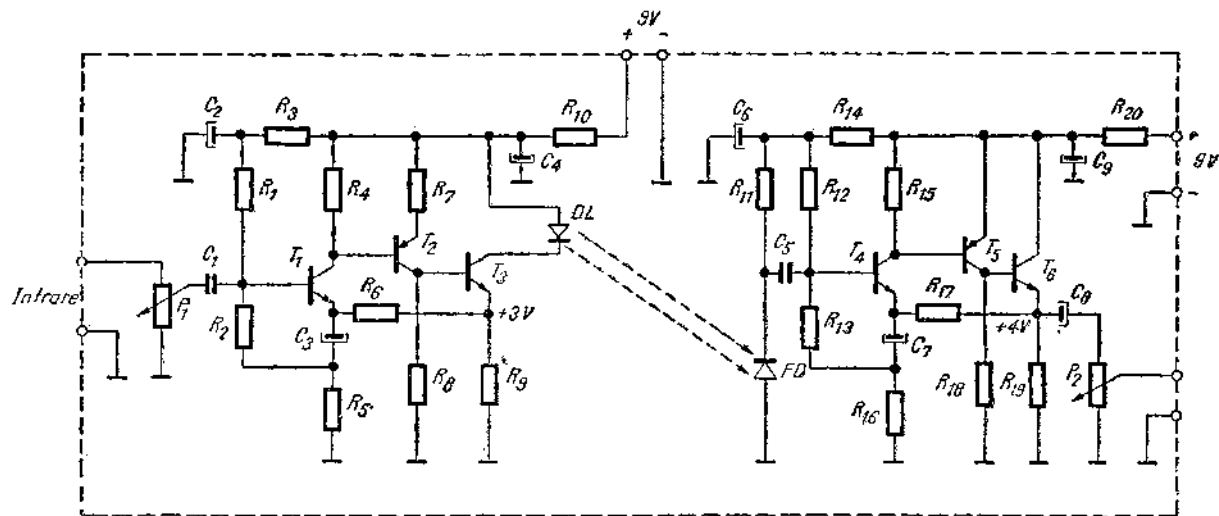 9V
+ -
C2 R3 R10 C6 R14 R20
C4 C9 +
9V
-
R1 R4 R7 R11 R12 R15
DL
C1 T1 T2 T3 C5 T4 T5 T6
Intrare P1 R6 R17 C8
R2 C3 +3V R13 C7 +4V
FD
R5 R8 R9 R16 R18 R19 P2